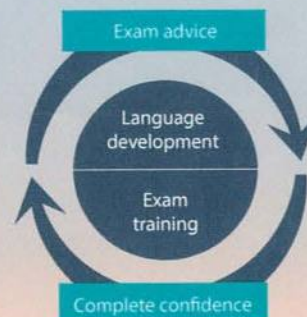 Exam advice
Language
development
Exam
training
Complete confidence